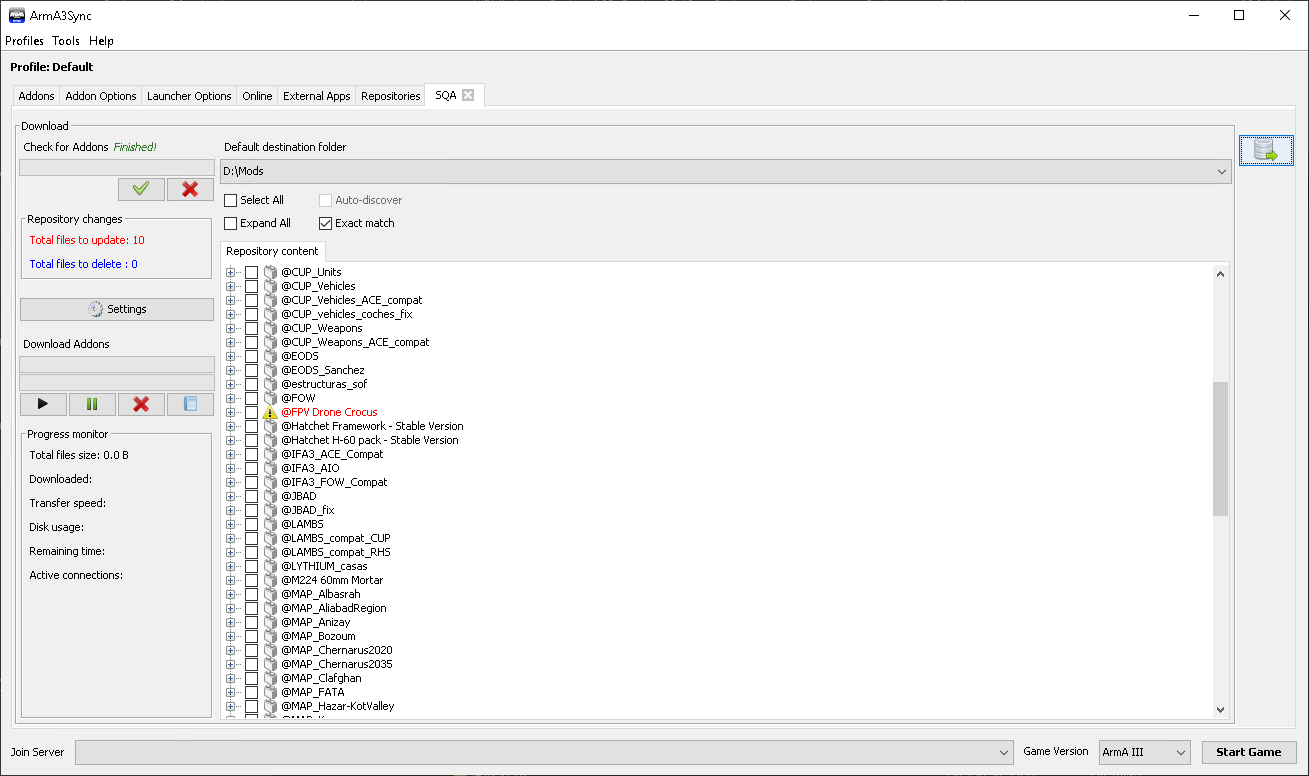 ArmA3Sync
Profiles Tools Help
Profile: Default
Addons Addon Options Launcher Options Online External Apps Repositories SQA
Download
Check for Addons Finished!
Default destination folder
D:\Mods
Select All Auto-discover
Expand All Exact match
Repository changes
Total files to update: 10
Total files to delete : 0
Settings
Download Addons
Progress monitor
Total files size: 0.0 B
Downloaded:
Transfer speed:
Disk usage:
Remaining time:
Active connections:
Repository content
@CUP_Units
@CUP_Vehicles
@CUP_Vehicles_ACE_compat
@CUP_vehicles_coches_fix
@CUP_Weapons
@CUP_Weapons_ACE_compat
@EODS
@EODS_Sanchez
@estructuras_sof
@FOW
@FPV Drone Crocus
@Hatchet Framework - Stable Version
@Hatchet H-60 pack - Stable Version
@IFA3_ACE_Compat
@IFA3_AIO
@IFA3_FOW_Compat
@JBAD
@JBAD_fix
@LAMBS
@LAMBS_compat_CUP
@LAMBS_compat_RHS
@LYTHIUM_casas
@M224 60mm Mortar
@MAP_Albasrah
@MAP_AliabadRegion
@MAP_Anizay
@MAP_Bozoum
@MAP_Chernarus2020
@MAP_Chernarus2035
@MAP_Clafghan
@MAP_FATA
@MAP_Hazar-KotValley
Join Server Game Version ArmA III Start Game